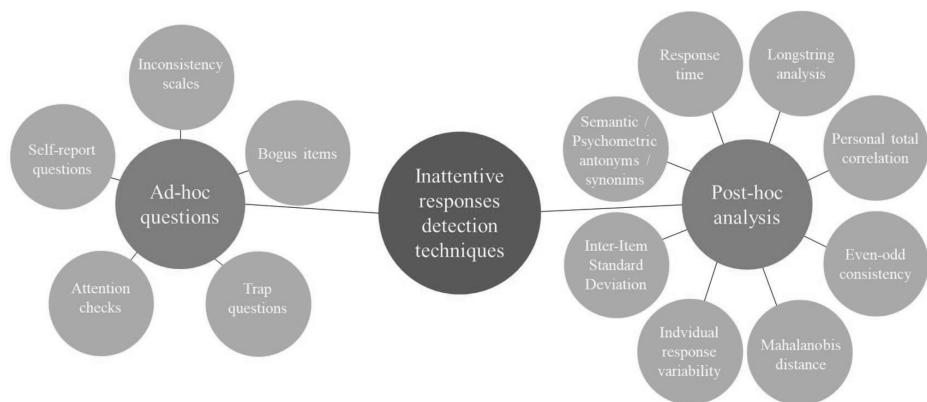 Inconsistency
scales
Self-report
questions
Bogus items
Ad-hoc
questions
Attention
checks
Trap
questions
Inattentive
responses
detection
techniques
Response
time
Longstring
analysis
Semantic /
Psychometric
antonyms /
synonims
Personal total
correlation
Post-hoc
analysis
Inter-Item
Standard
Deviation
Even-odd
consistency
Indvidual
response
variability
Mahalanobis
distance